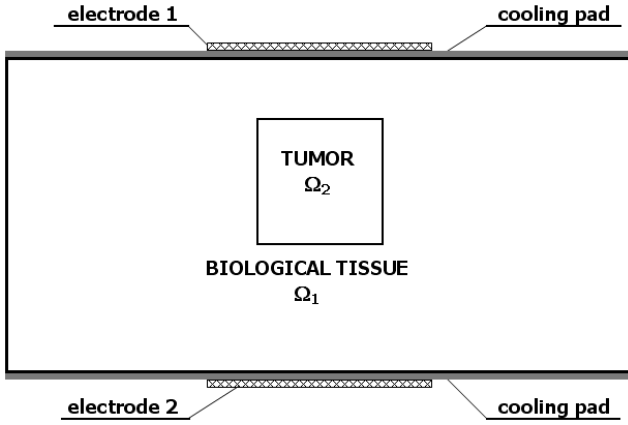 electrode 1
cooling pad
TUMOR
Ω₂
BIOLOGICAL TISSUE
Ω₁
electrode 2
cooling pad